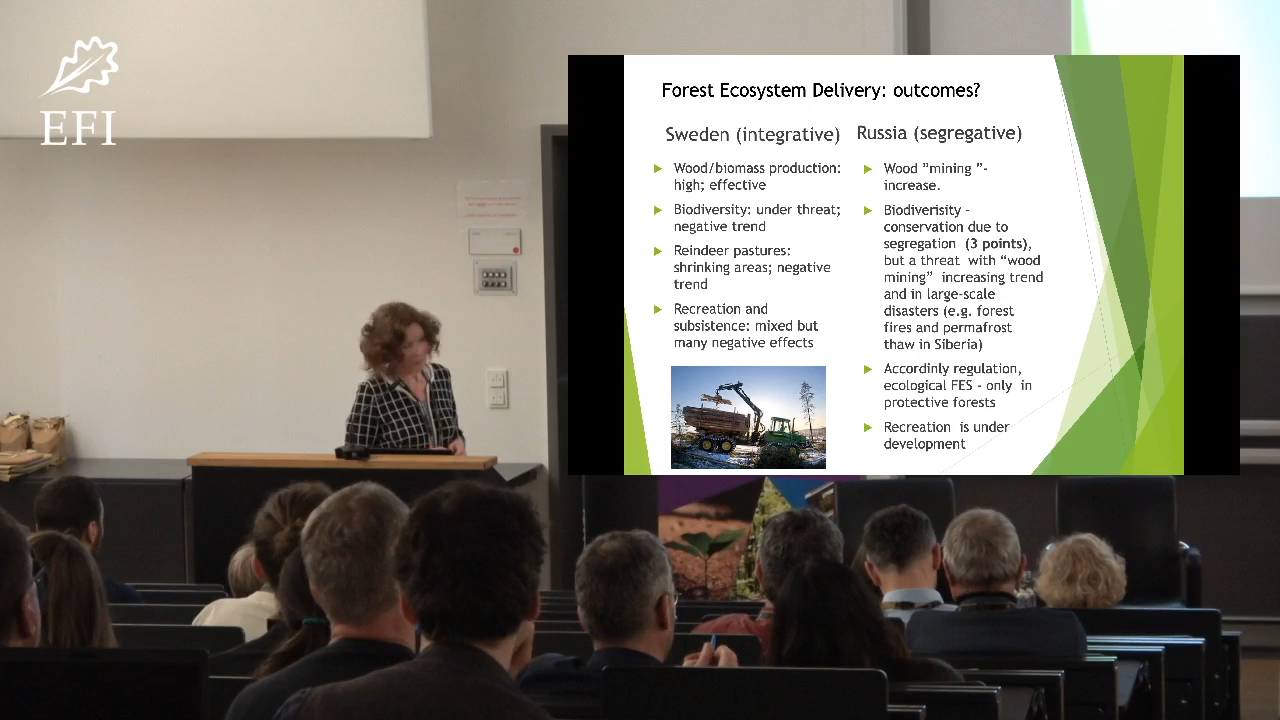 EFI
Forest Ecosystem Delivery: outcomes?
Sweden (integrative)
Wood/biomass production:
high; effective
Biodiversity: under threat;
negative trend
Reindeer pastures:
shrinking areas; negative
trend
Recreation and
subsistence: mixed but
many negative effects
Russia (segregative)
Wood ”mining ”-
increase.
Biodiverisity -
conservation due to
segregation (3 points),
but a threat with “wood
mining” increasing trend
and in large-scale
disasters (e.g. forest
fires and permafrost
thaw in Siberia)
Accordinly regulation,
ecological FES - only in
protective forests
Recreation is under
development